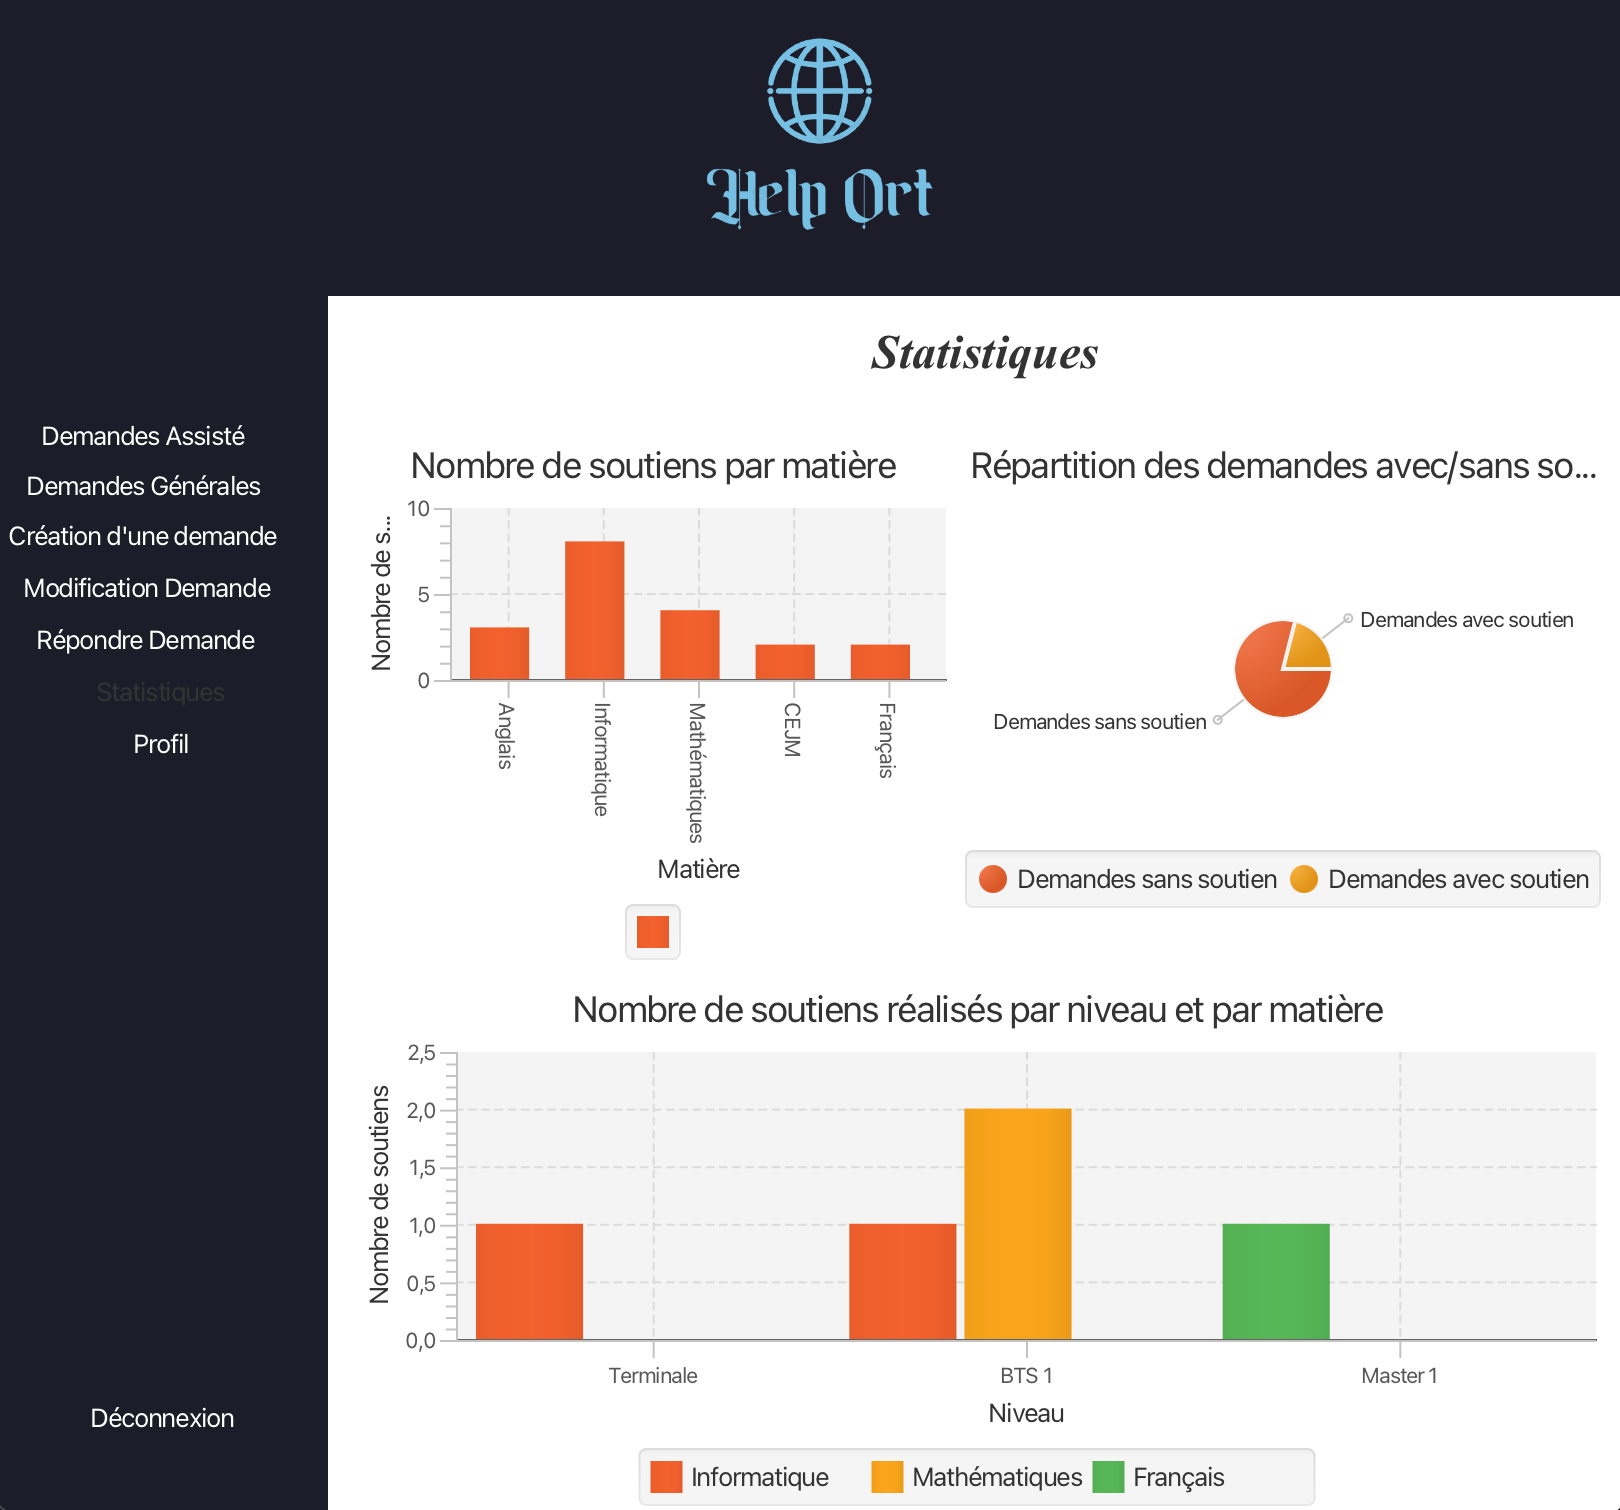 Help Ort
Statistiques
Demandes Assisté
Demandes Générales
Création d'une demande
Modification Demande
Répondre Demande
Statistiques
Profil
Déconnexion
Nombre de soutiens par matière
Nombre de s...
10
5
0
Anglais
Informatique
Mathématiques
CEJM
Français
Matière
Répartition des demandes avec/sans so...
Demandes avec soutien
Demandes sans soutien
Demandes sans soutien
Demandes avec soutien
Nombre de soutiens réalisés par niveau et par matière
Nombre de soutiens
2,5
2,0
1,5
1,0
0,5
0,0
Terminale
BTS 1
Master 1
Niveau
Informatique
Mathématiques
Français